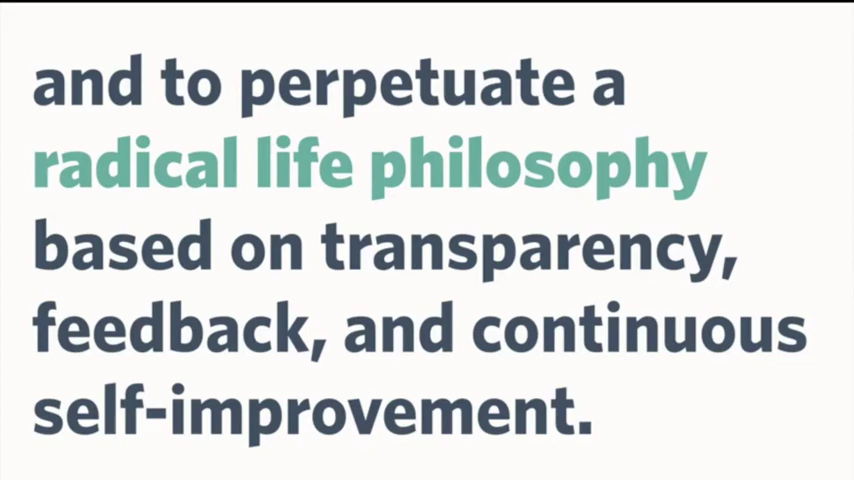 and to perpetuate a
radical life philosophy
based on transparency,
feedback, and continuous
self-improvement.